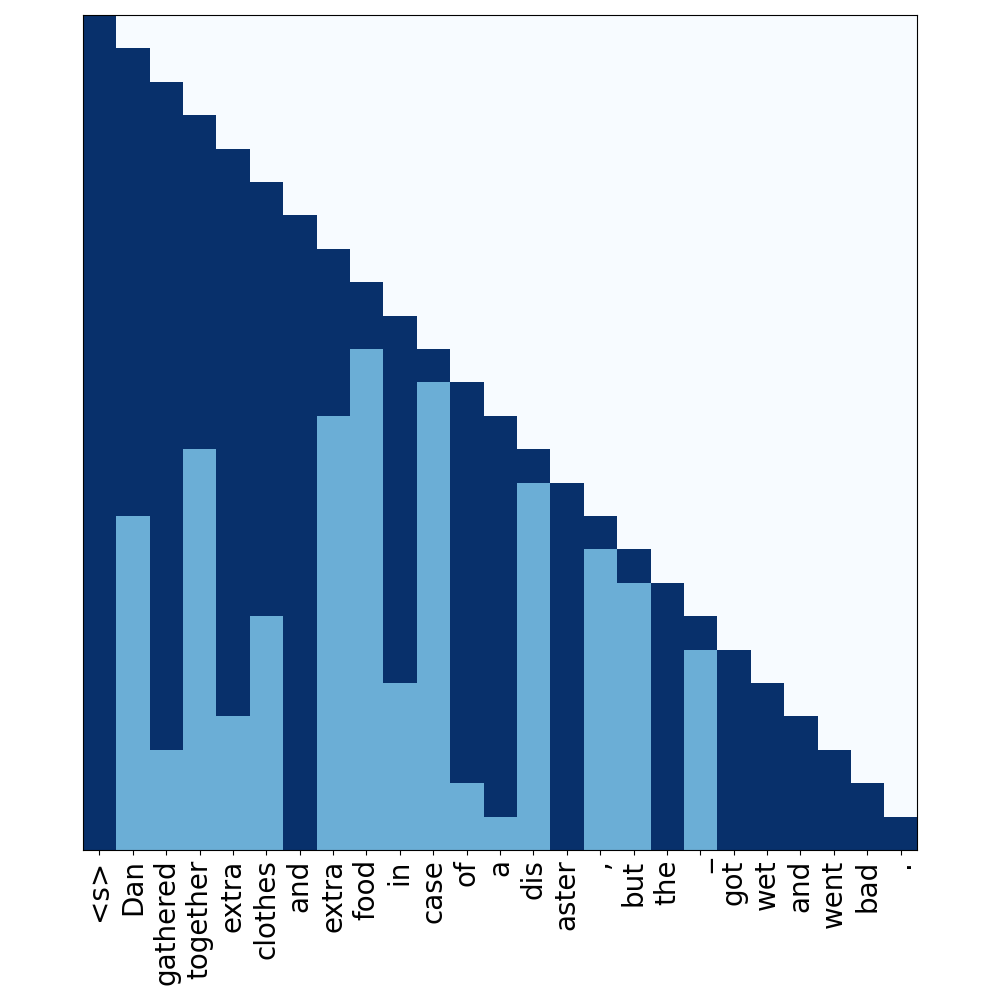 <s> Dan gathered together extra clothes and extra food in case of a dis aster , but the _ got wet and went bad .